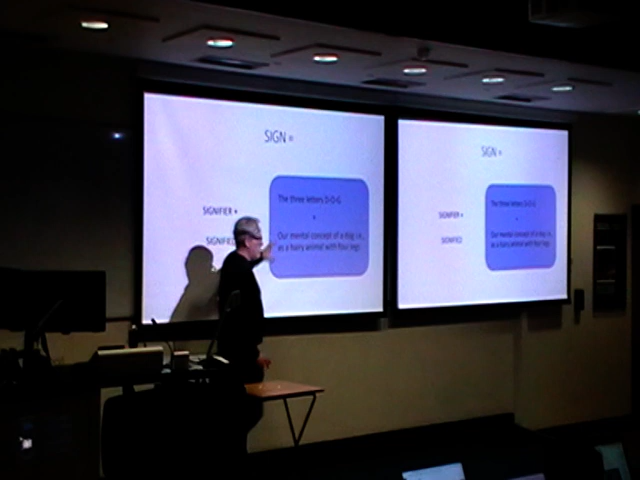 SIGN =
SIGNIFIER +
SIGNIFIED
The three letters D-O-G
+
Our mental concept of a dog i.e.,
as a hairy animal with four legs
SIGN =
SIGNIFIER +
SIGNIFIED
The three letters D-O-G
+
Our mental concept of a dog i.e.,
as a hairy animal with four legs